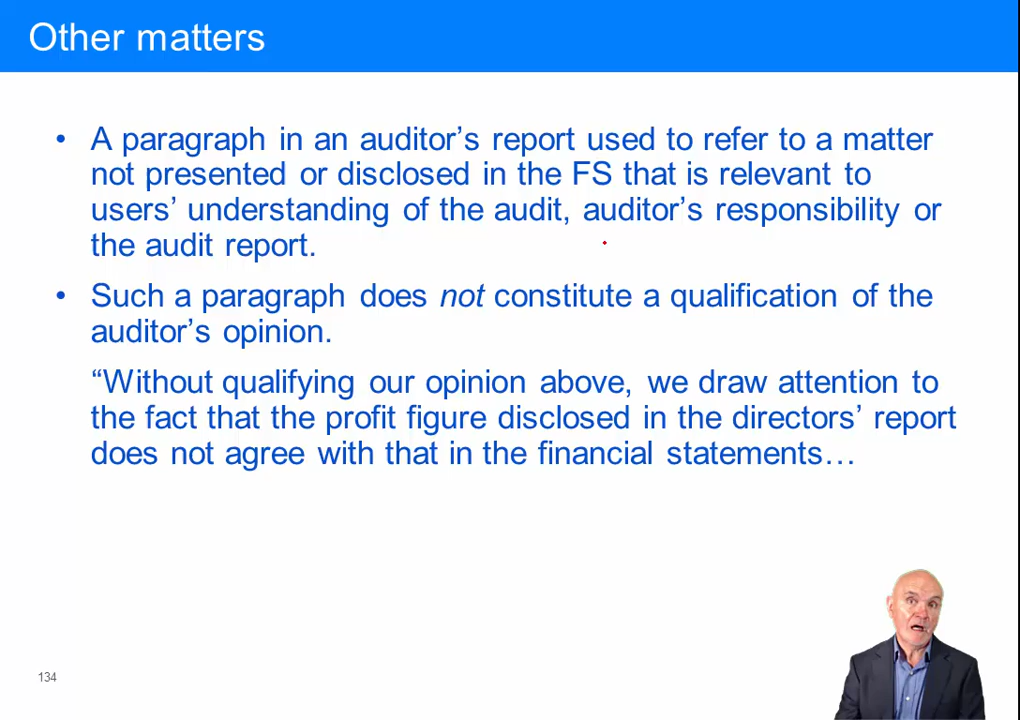 Other matters
• A paragraph in an auditor’s report used to refer to a matter
not presented or disclosed in the FS that is relevant to
users’ understanding of the audit, auditor’s responsibility or
the audit report.
• Such a paragraph does not constitute a qualification of the
auditor’s opinion.
“Without qualifying our opinion above, we draw attention to
the fact that the profit figure disclosed in the directors’ report
does not agree with that in the financial statements…
134